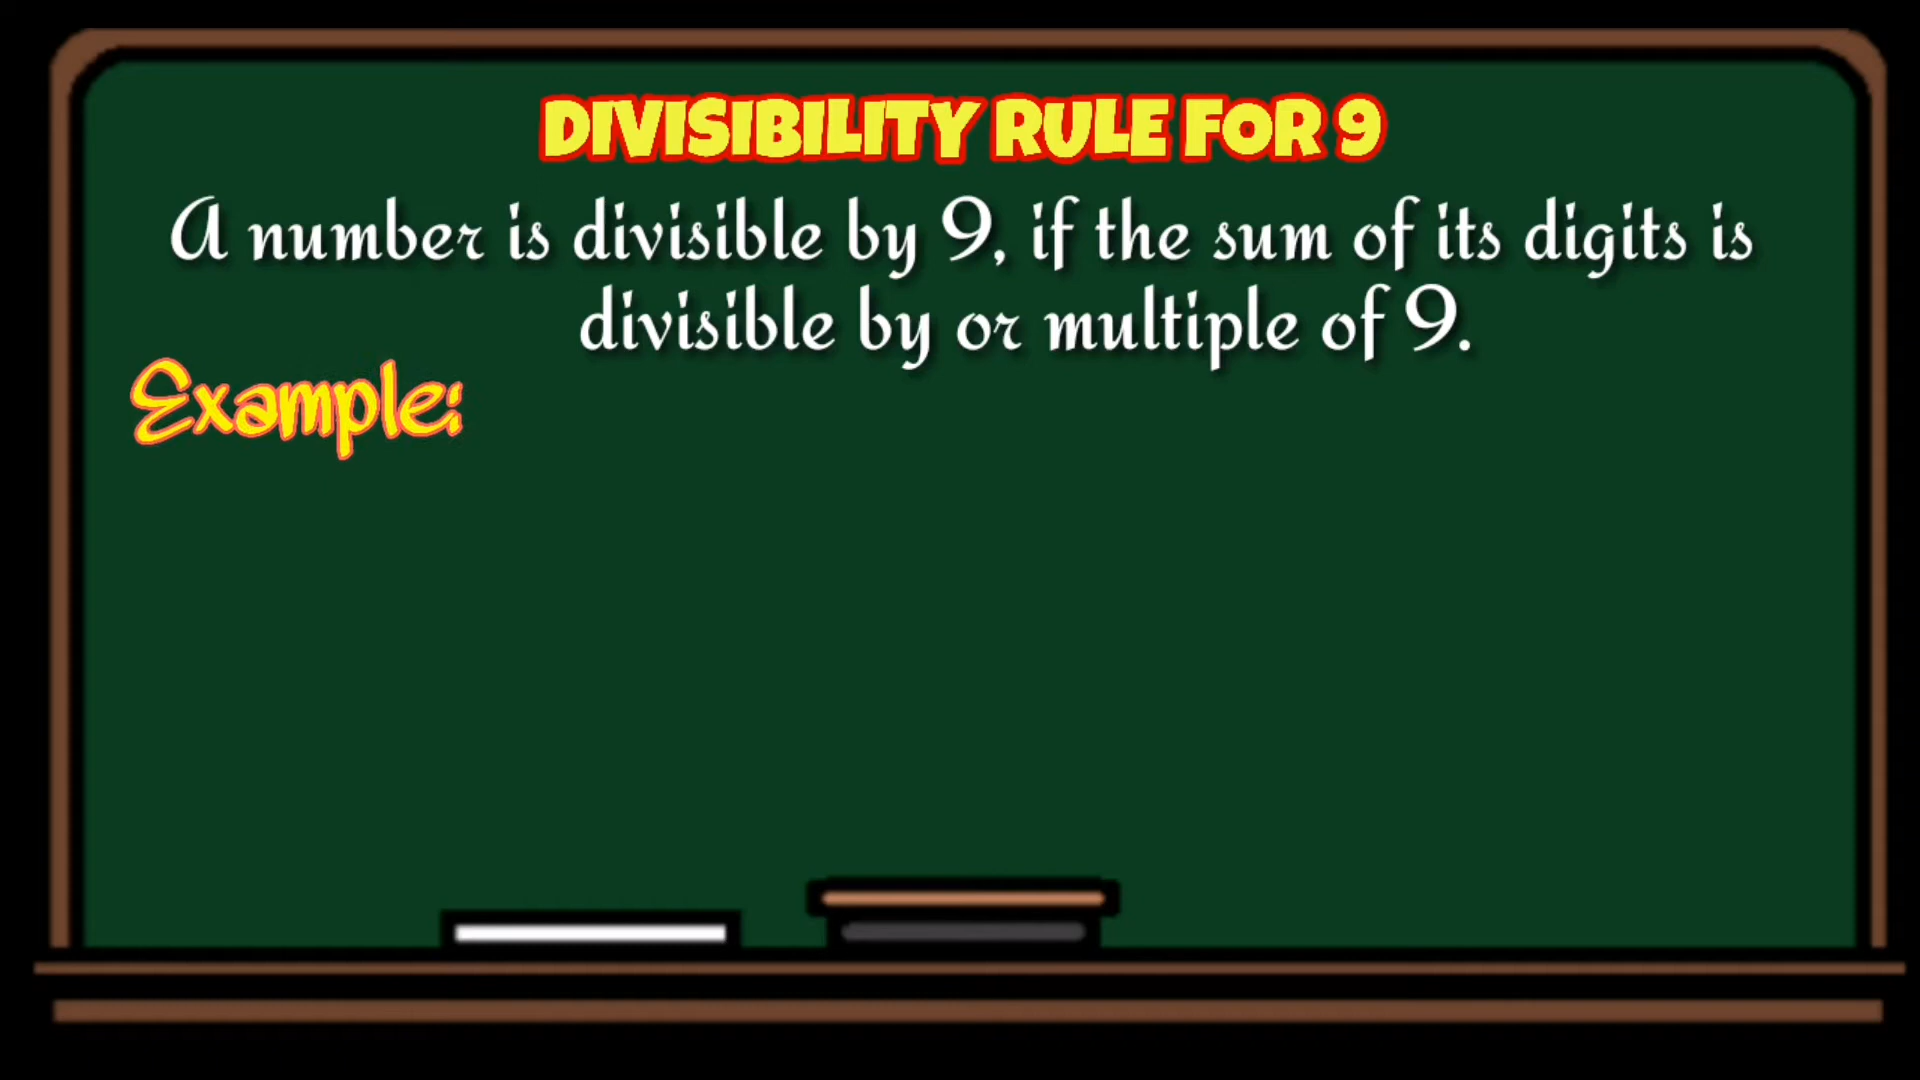 DIVISIBILITY RULE FOR 9
A number is divisible by 9, if the sum of its digits is
divisible by or multiple of 9.
Example: